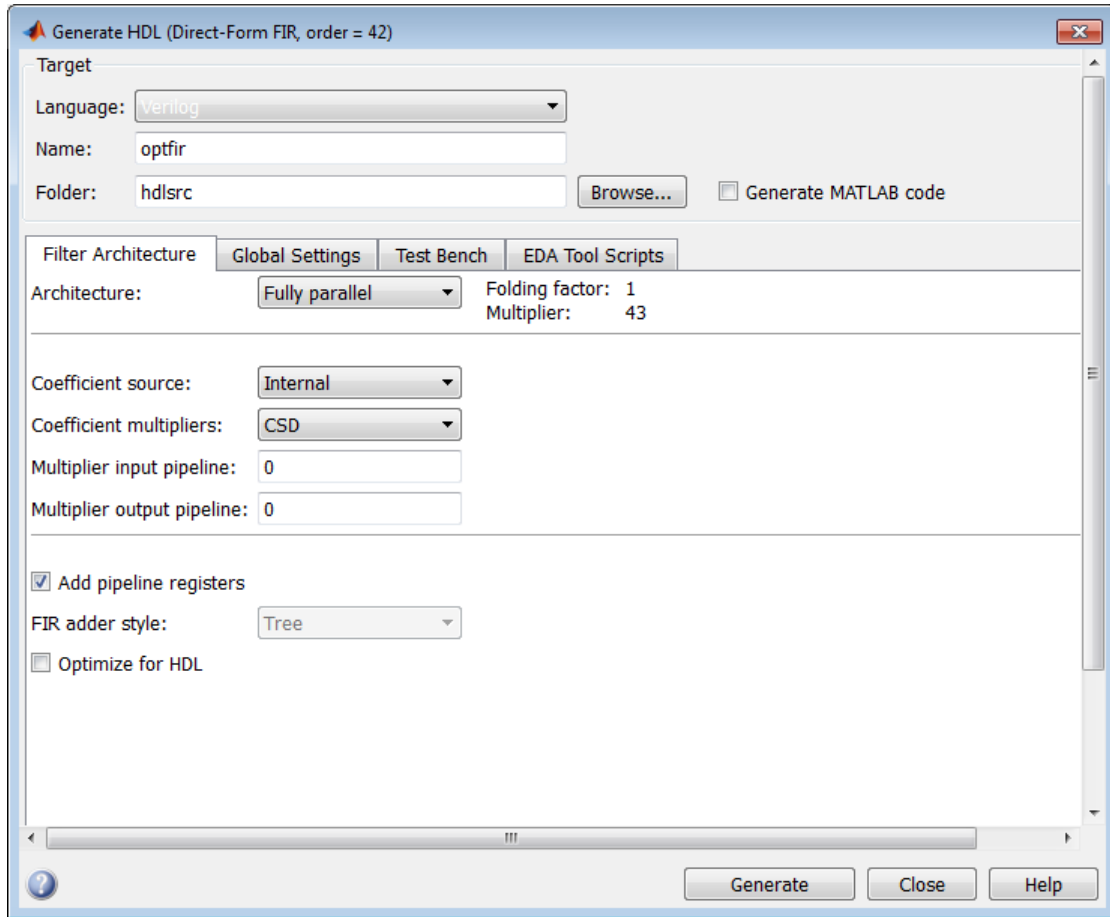 Generate HDL (Direct-Form FIR, order = 42)
Target
Language: Verilog
Name: optfir
Folder: hdlsrc Browse... Generate MATLAB code
Filter Architecture Global Settings Test Bench EDA Tool Scripts
Architecture: Fully parallel Folding factor: 1
Multiplier: 43
Coefficient source: Internal
Coefficient multipliers: CSD
Multiplier input pipeline: 0
Multiplier output pipeline: 0
Add pipeline registers
FIR adder style: Tree
Optimize for HDL
? Generate Close Help